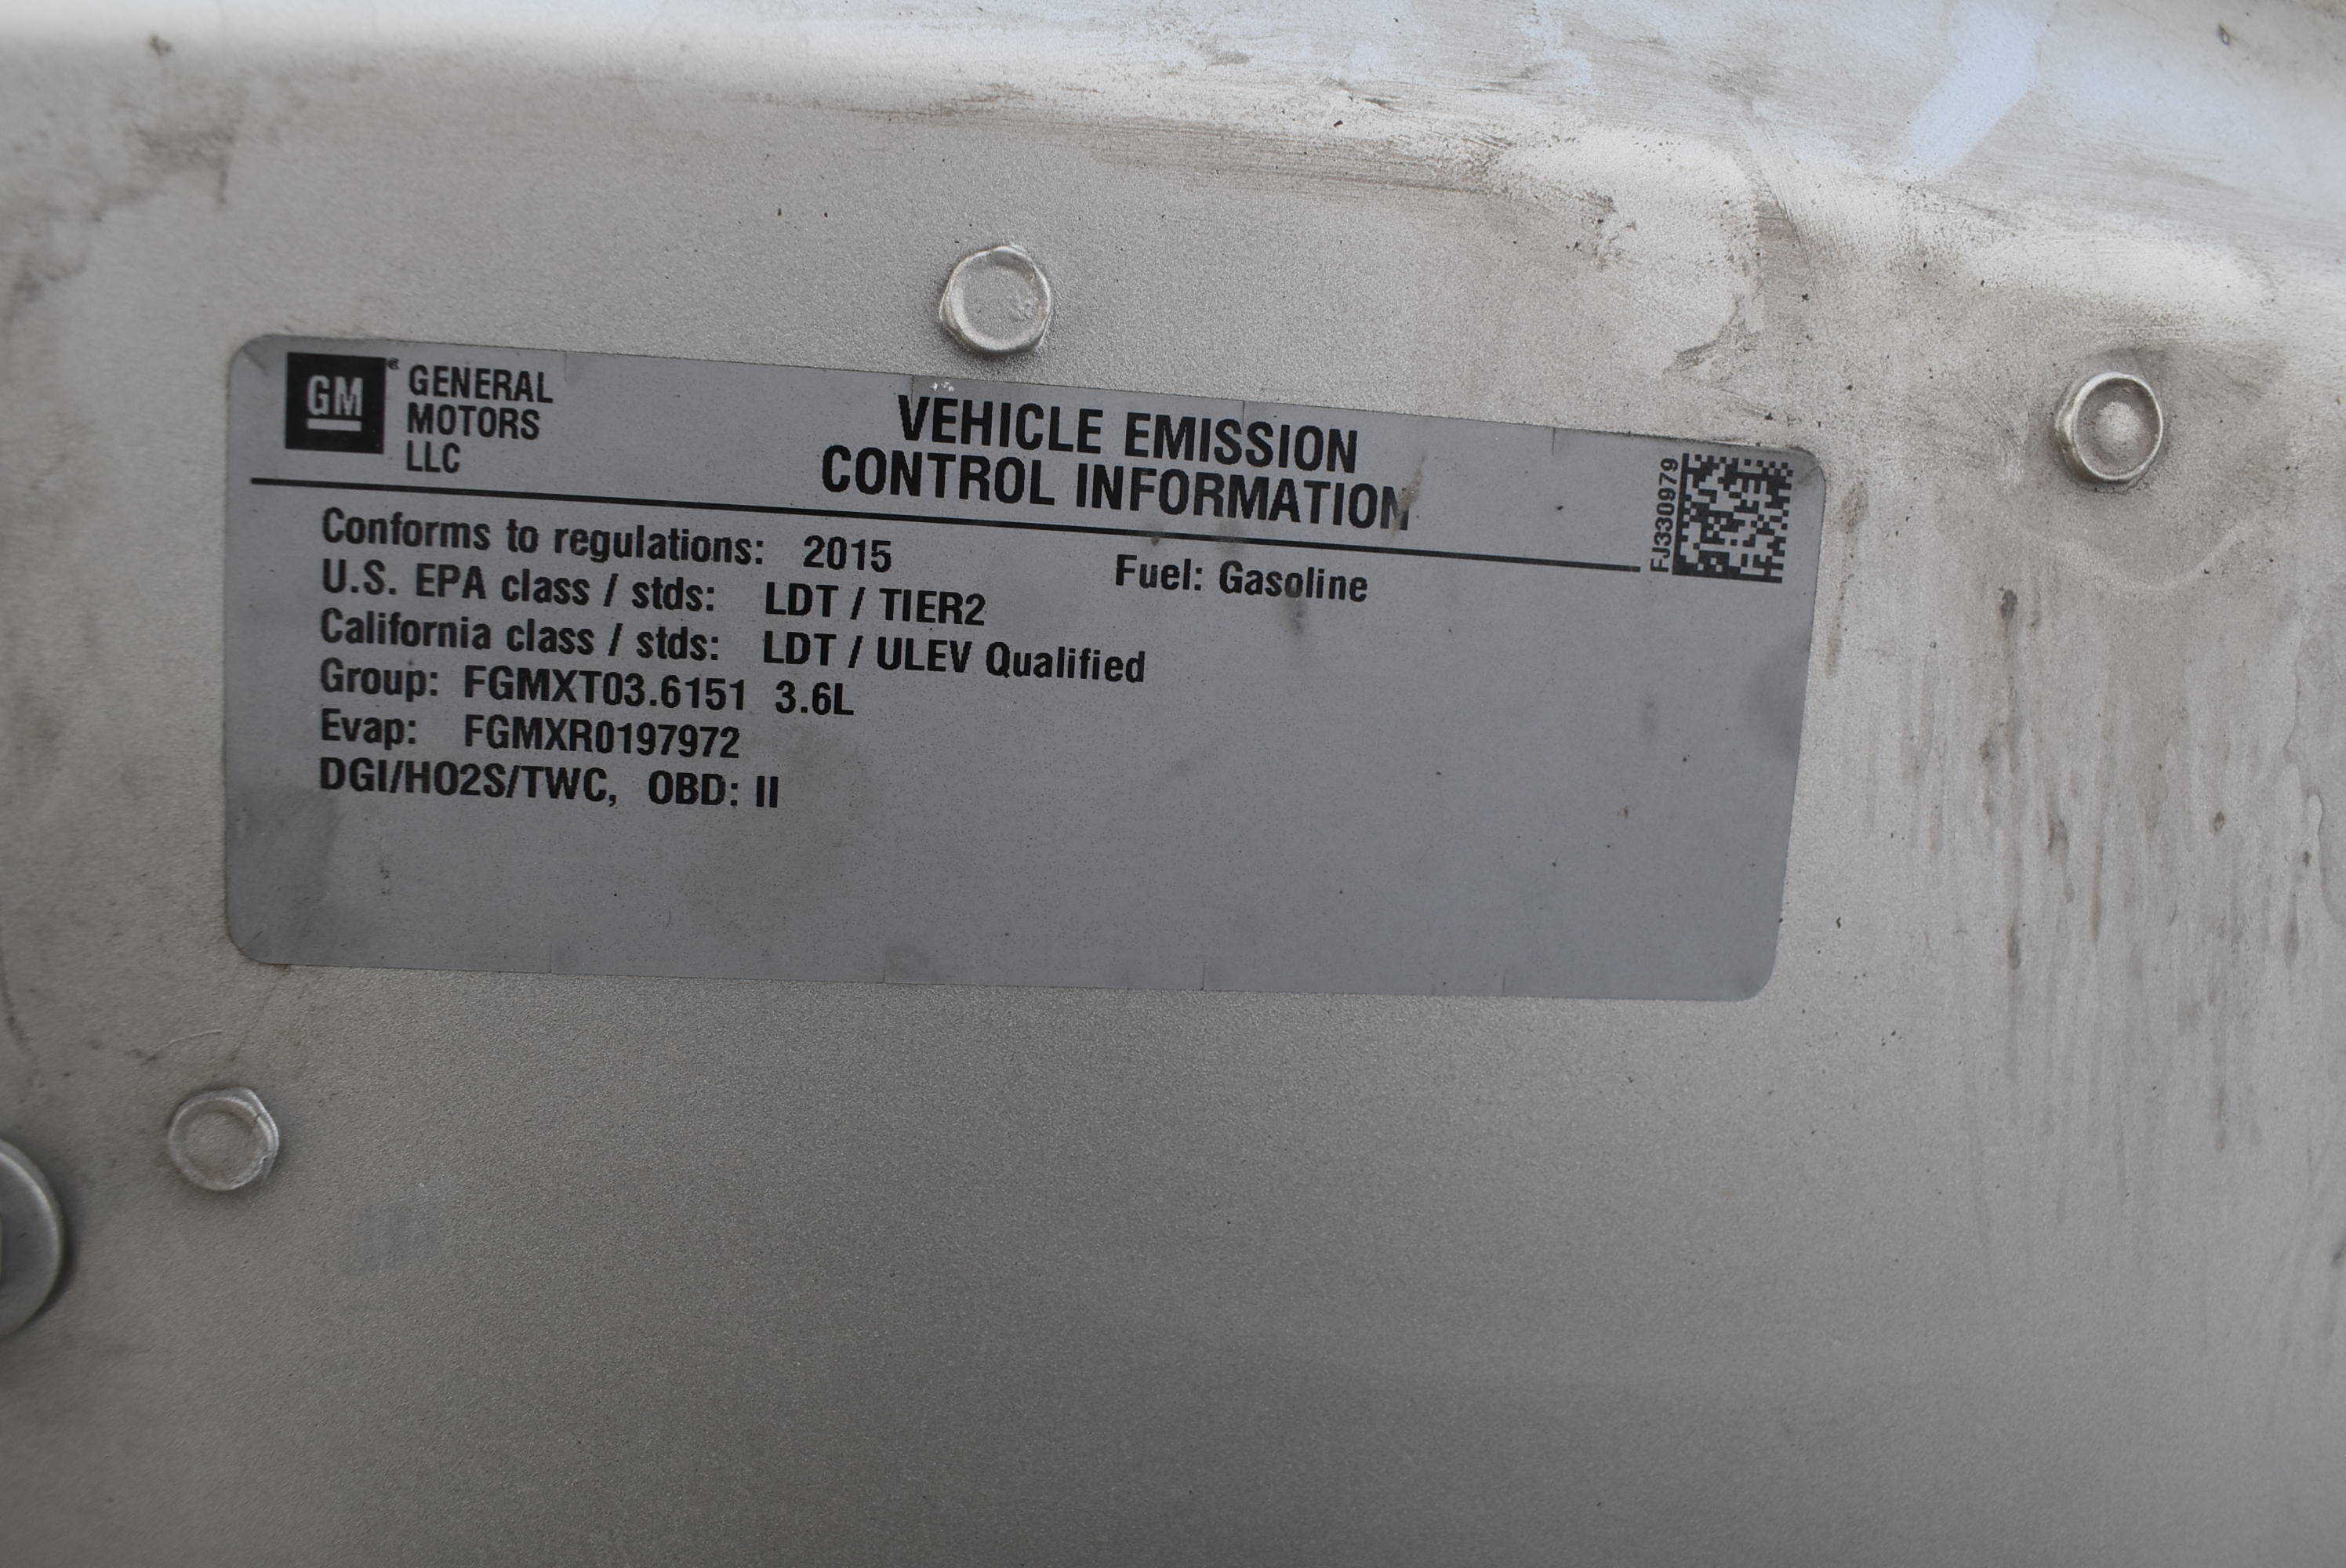 GM
GENERAL
MOTORS
LLC
VEHICLE EMISSION
CONTROL INFORMATION
FJ330979
Conforms to regulations: 2015
Fuel: Gasoline
U.S. EPA class / stds: LDT / TIER2
California class / stds: LDT / ULEV Qualified
Group: FGMXT03.6151 3.6L
Evap: FGMXR0197972
DGI/HO2S/TWC, OBD: II